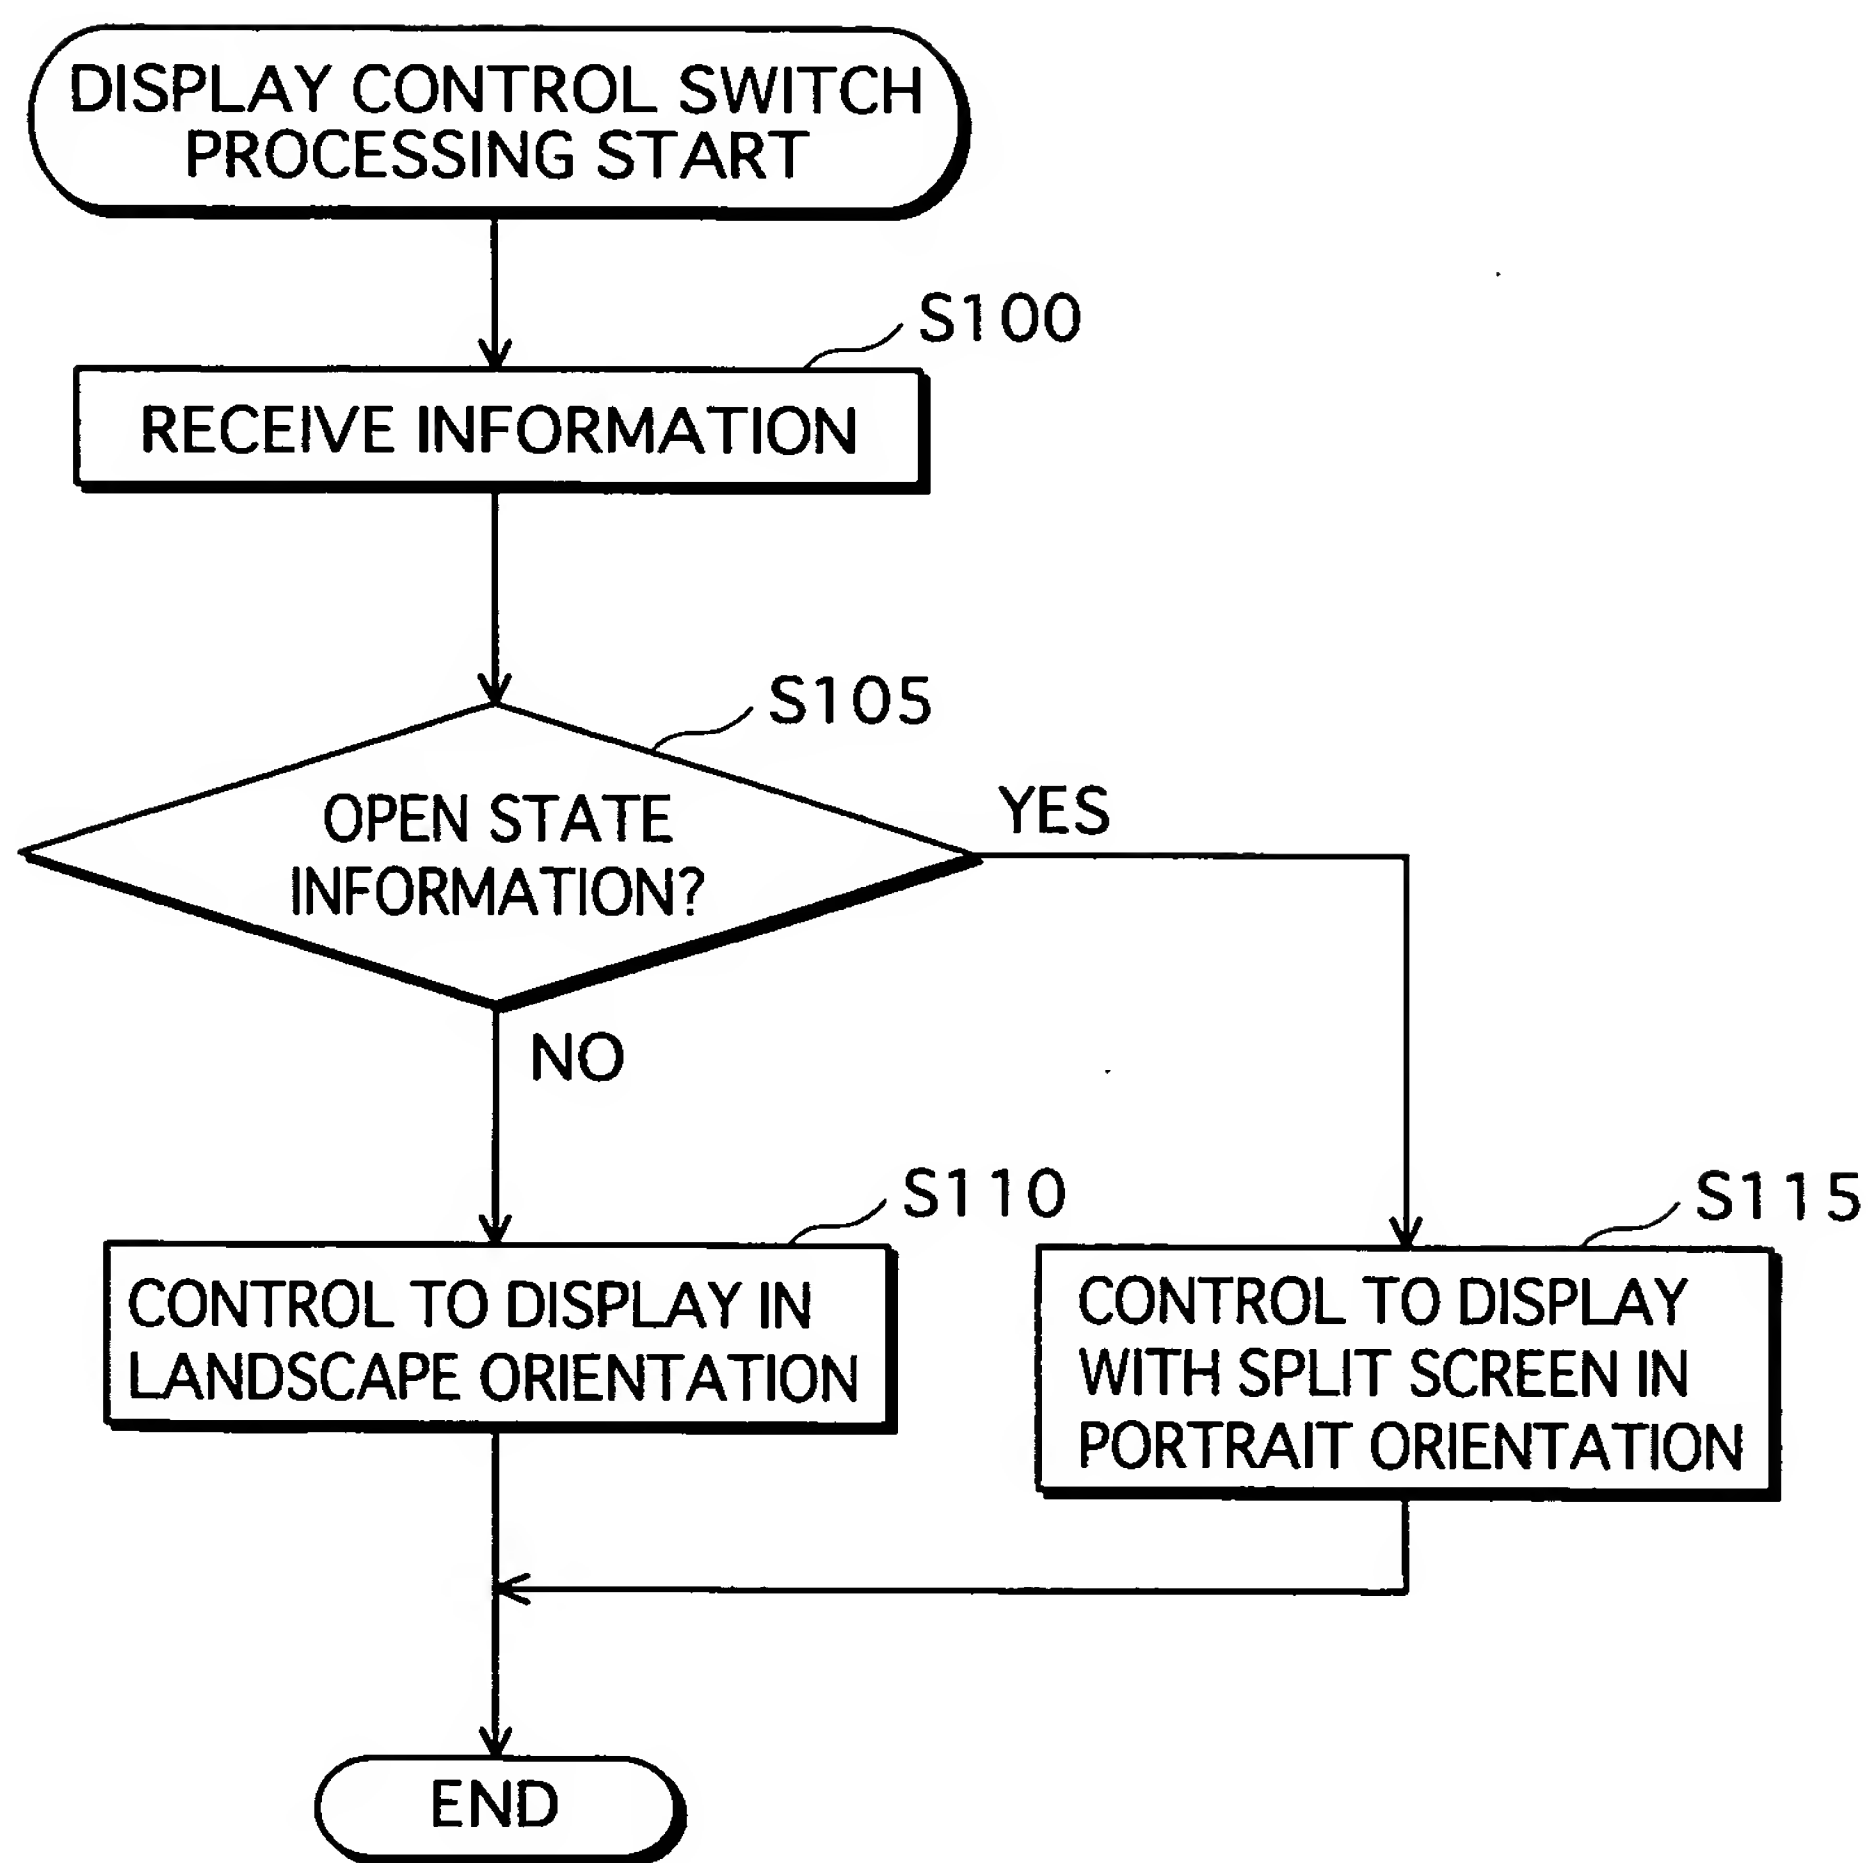 DISPLAY CONTROL SWITCH
PROCESSING START
S100
RECEIVE INFORMATION
S105
OPEN STATE
INFORMATION?
YES
NO
S110
CONTROL TO DISPLAY IN
LANDSCAPE ORIENTATION
S115
CONTROL TO DISPLAY
WITH SPLIT SCREEN IN
PORTRAIT ORIENTATION
END